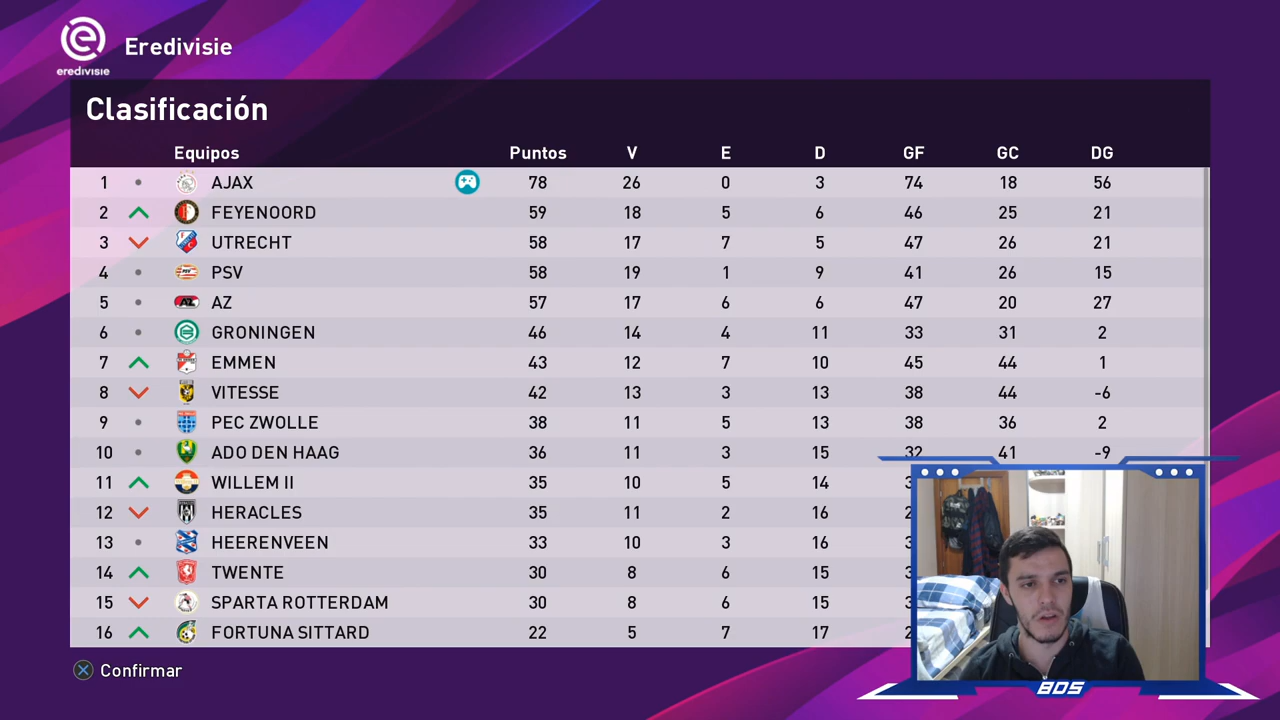 Eredivisie
eredivisie
Clasificación
Equipos Puntos V E D GF GC DG
1 AJAX 78 26 0 3 74 18 56
2 FEYENOORD 59 18 5 6 46 25 21
3 UTRECHT 58 17 7 5 47 26 21
4 PSV 58 19 1 9 41 26 15
5 AZ 57 17 6 6 47 20 27
6 GRONINGEN 46 14 4 11 33 31 2
7 EMMEN 43 12 7 10 45 44 1
8 VITESSE 42 13 3 13 38 44 -6
9 PEC ZWOLLE 38 11 5 13 38 36 2
10 ADO DEN HAAG 36 11 3 15 32 41 -9
11 WILLEM II 35 10 5 14
12 HERACLES 35 11 2 16
13 HEERENVEEN 33 10 3 16
14 TWENTE 30 8 6 15
15 SPARTA ROTTERDAM 30 8 6 15
16 FORTUNA SITTARD 22 5 7 17
Confirmar
BDS